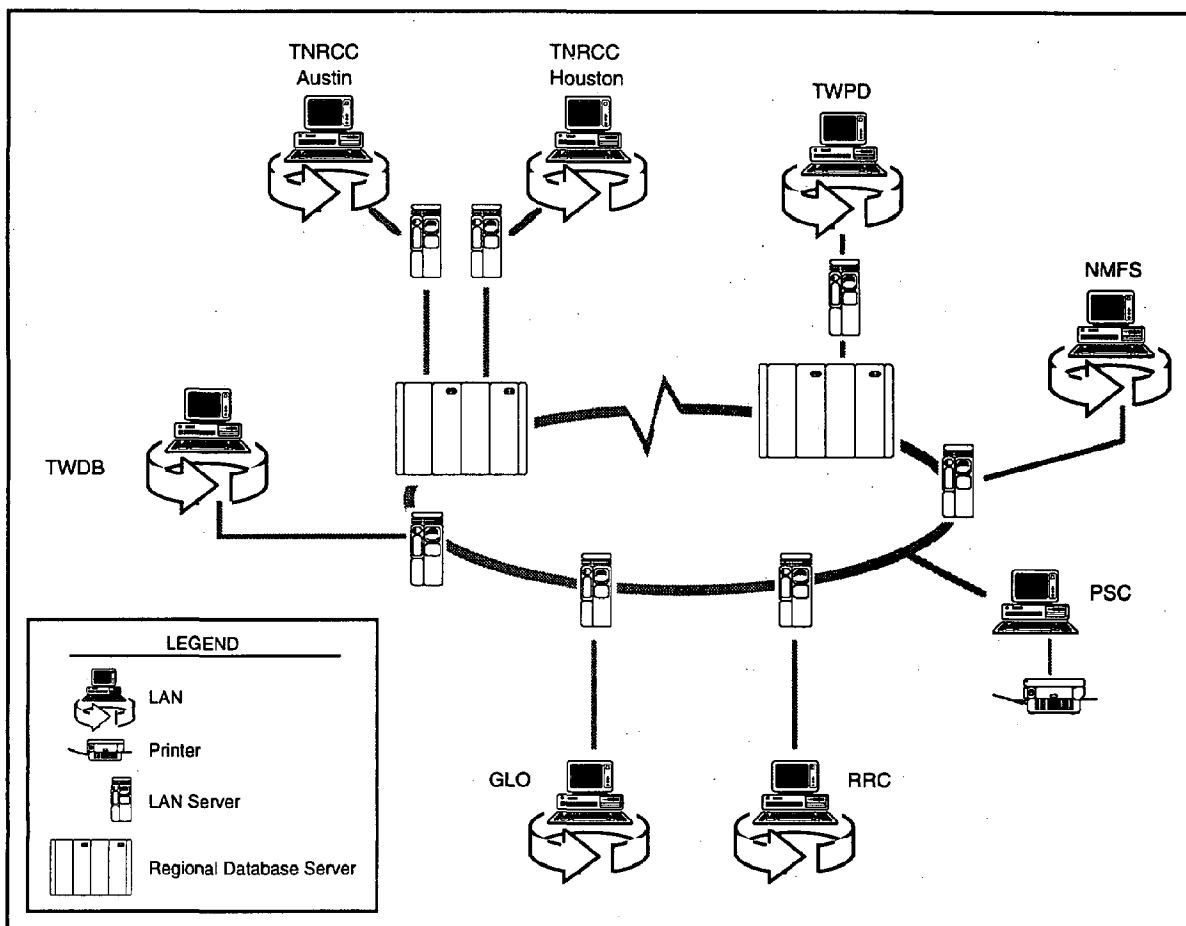 TNRCC
Austin
TNRCC
Houston
TWPD
NMFS
TWDB
PSC
GLO
RRC
LEGEND
LAN
Printer
LAN Server
Regional Database Server